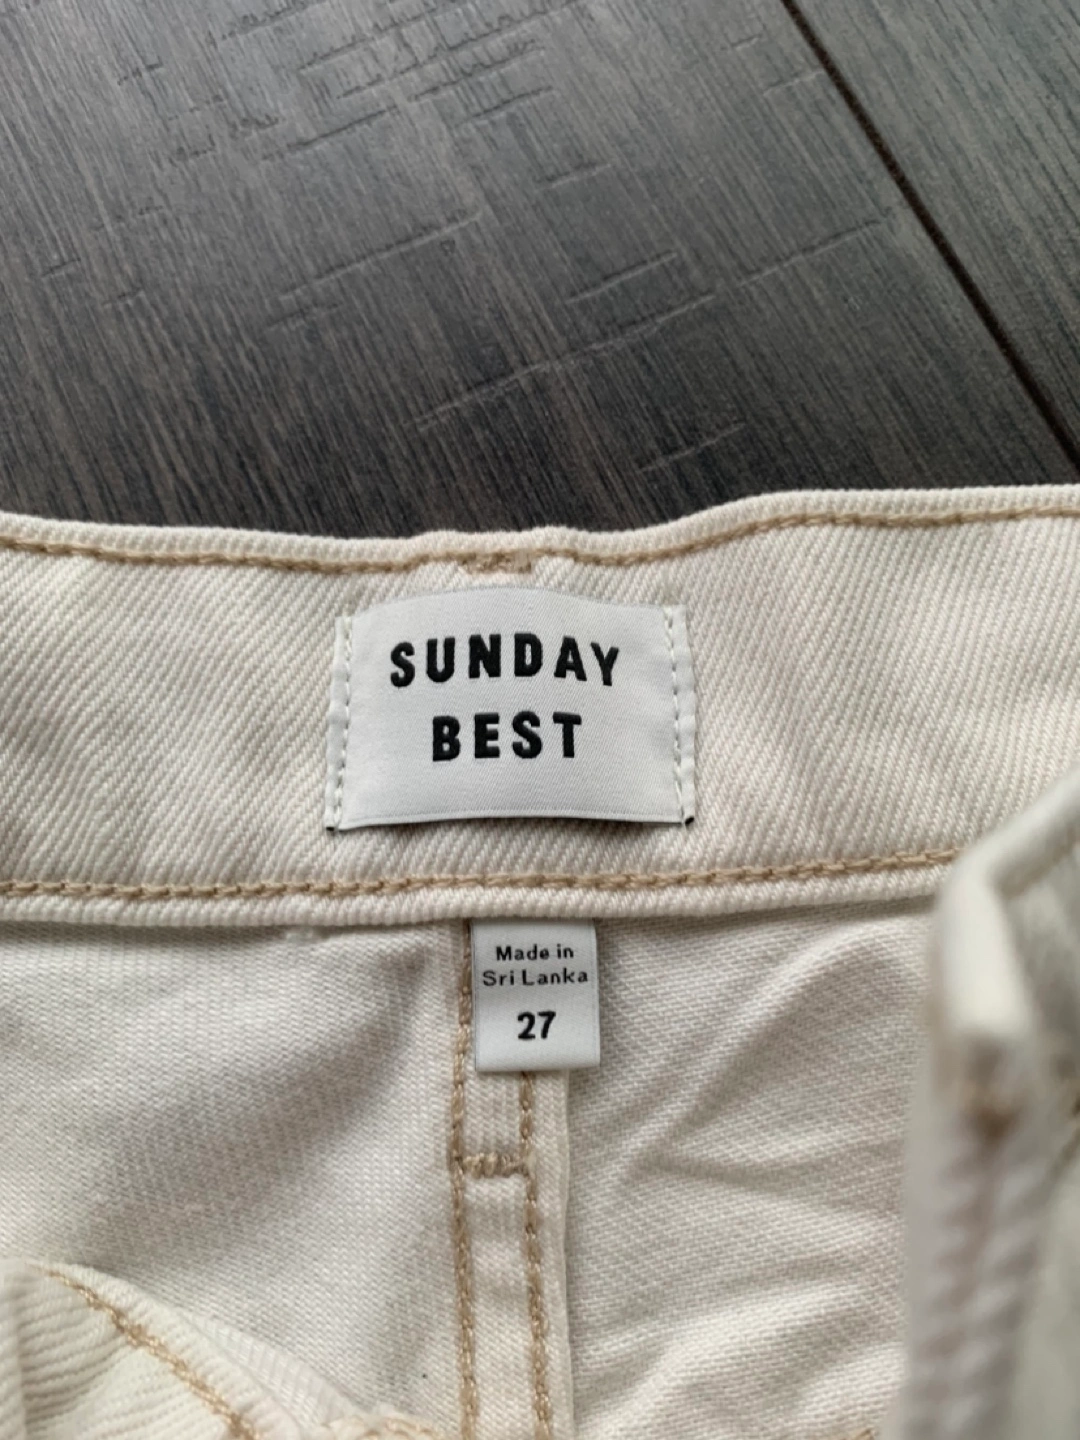 SUNDAY
BEST
Made in
Sri Lanka
27